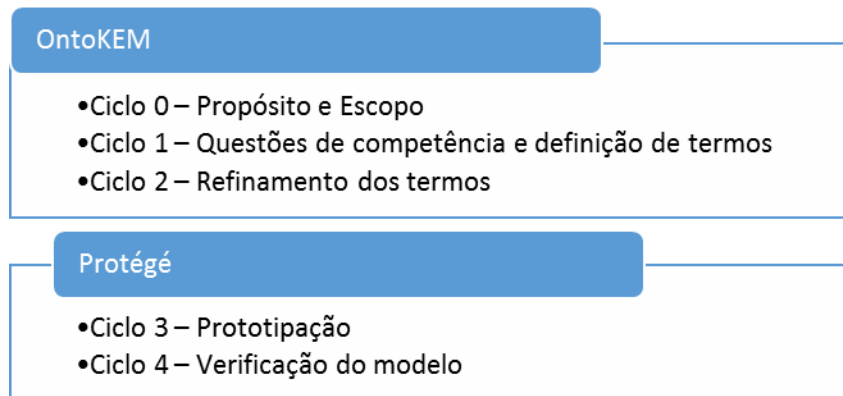 OntoKEM
•Ciclo 0 – Propósito e Escopo
•Ciclo 1 – Questões de competência e definição de termos
•Ciclo 2 – Refinamento dos termos
Protégé
•Ciclo 3 – Prototipação
•Ciclo 4 – Verificação do modelo